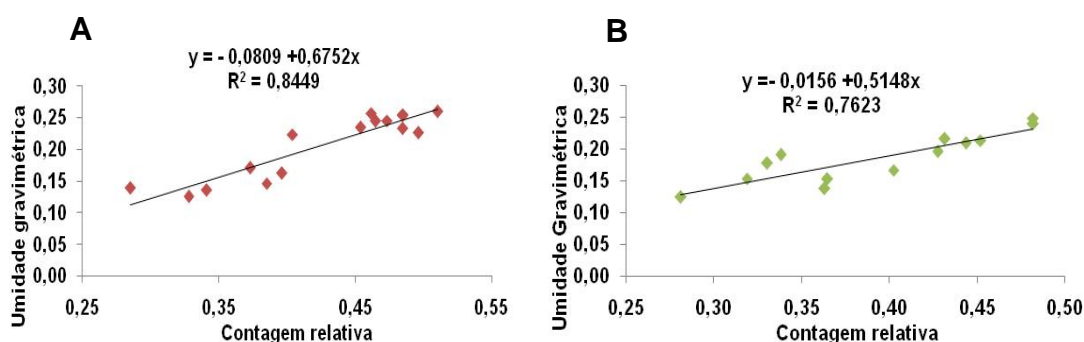 A
y = - 0,0809 +0,6752x
R² = 0,8449
Umidade gravimétrica
0,30
0,25
0,20
0,15
0,10
0,05
0,00
0,25
0,35
0,45
0,55
Contagem relativa
B
y =- 0,0156 +0,5148x
R² = 0,7623
Umidade Gravimétrica
0,30
0,25
0,20
0,15
0,10
0,05
0,00
0,25
0,30
0,35
0,40
0,45
0,50
Contagem relativa